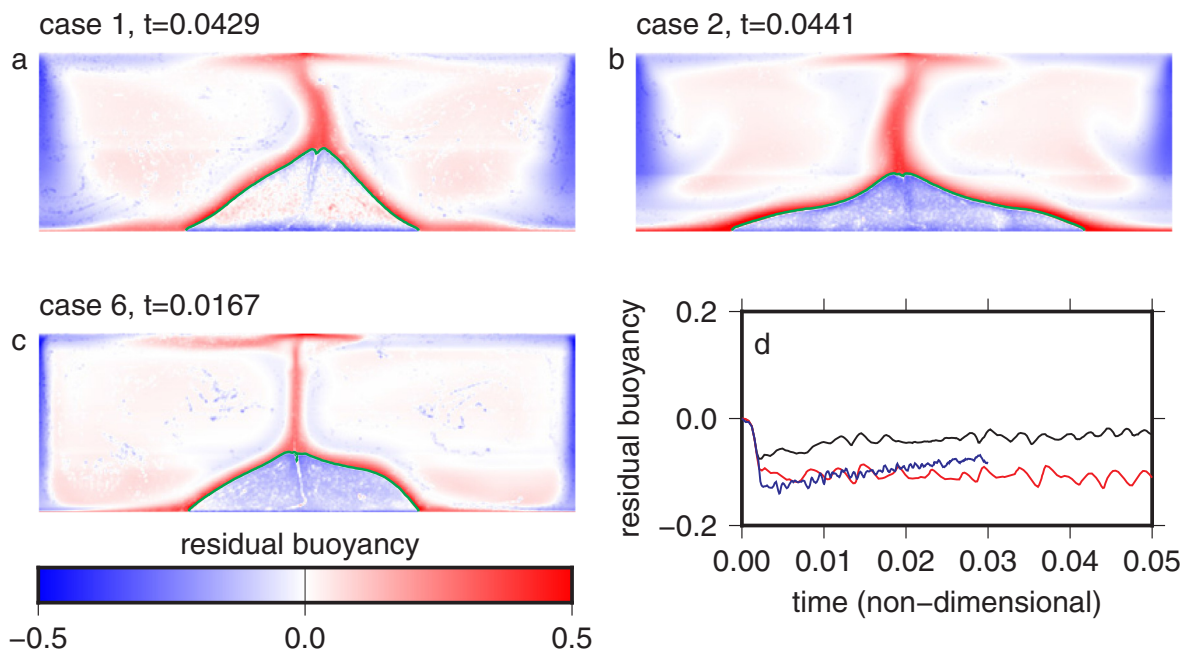 case 1, t=0.0429
a
case 2, t=0.0441
b
case 6, t=0.0167
c
residual buoyancy
−0.5
0.0
0.5
d
residual buoyancy
0.2
0.0
−0.2
0.00
0.01
0.02
0.03
0.04
0.05
time (non−dimensional)